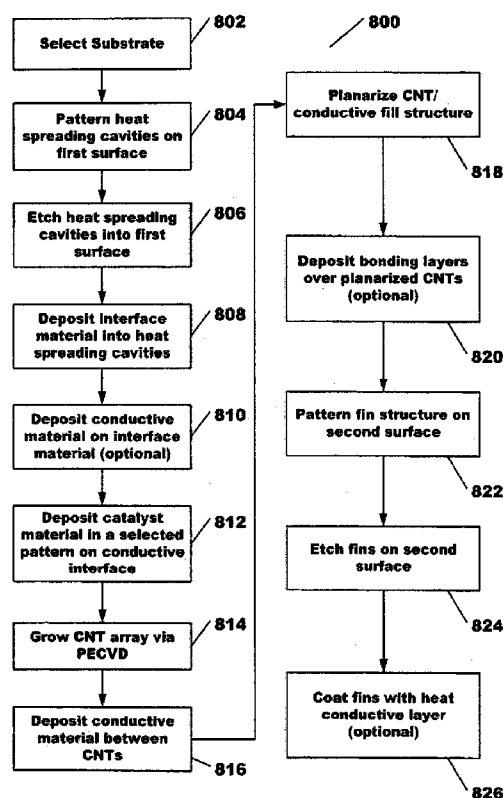 Select Substrate
802
Pattern heat
spreading cavities on
first surface
804
Etch heat spreading
cavities into first
surface
806
Deposit interface
material into heat
spreading cavities
808
Deposit conductive
material on interface
material (optional)
810
Deposit catalyst
material in a selected
pattern on conductive
interface
812
Grow CNT array via
PECVD
814
Deposit conductive
material between
CNTs
816
800
Planarize CNT/
conductive fill structure
818
Deposit bonding layers
over planarized CNTs
(optional)
820
Pattern fin structure on
second surface
822
Etch fins on second
surface
824
Coat fins with heat
conductive layer
(optional)
826